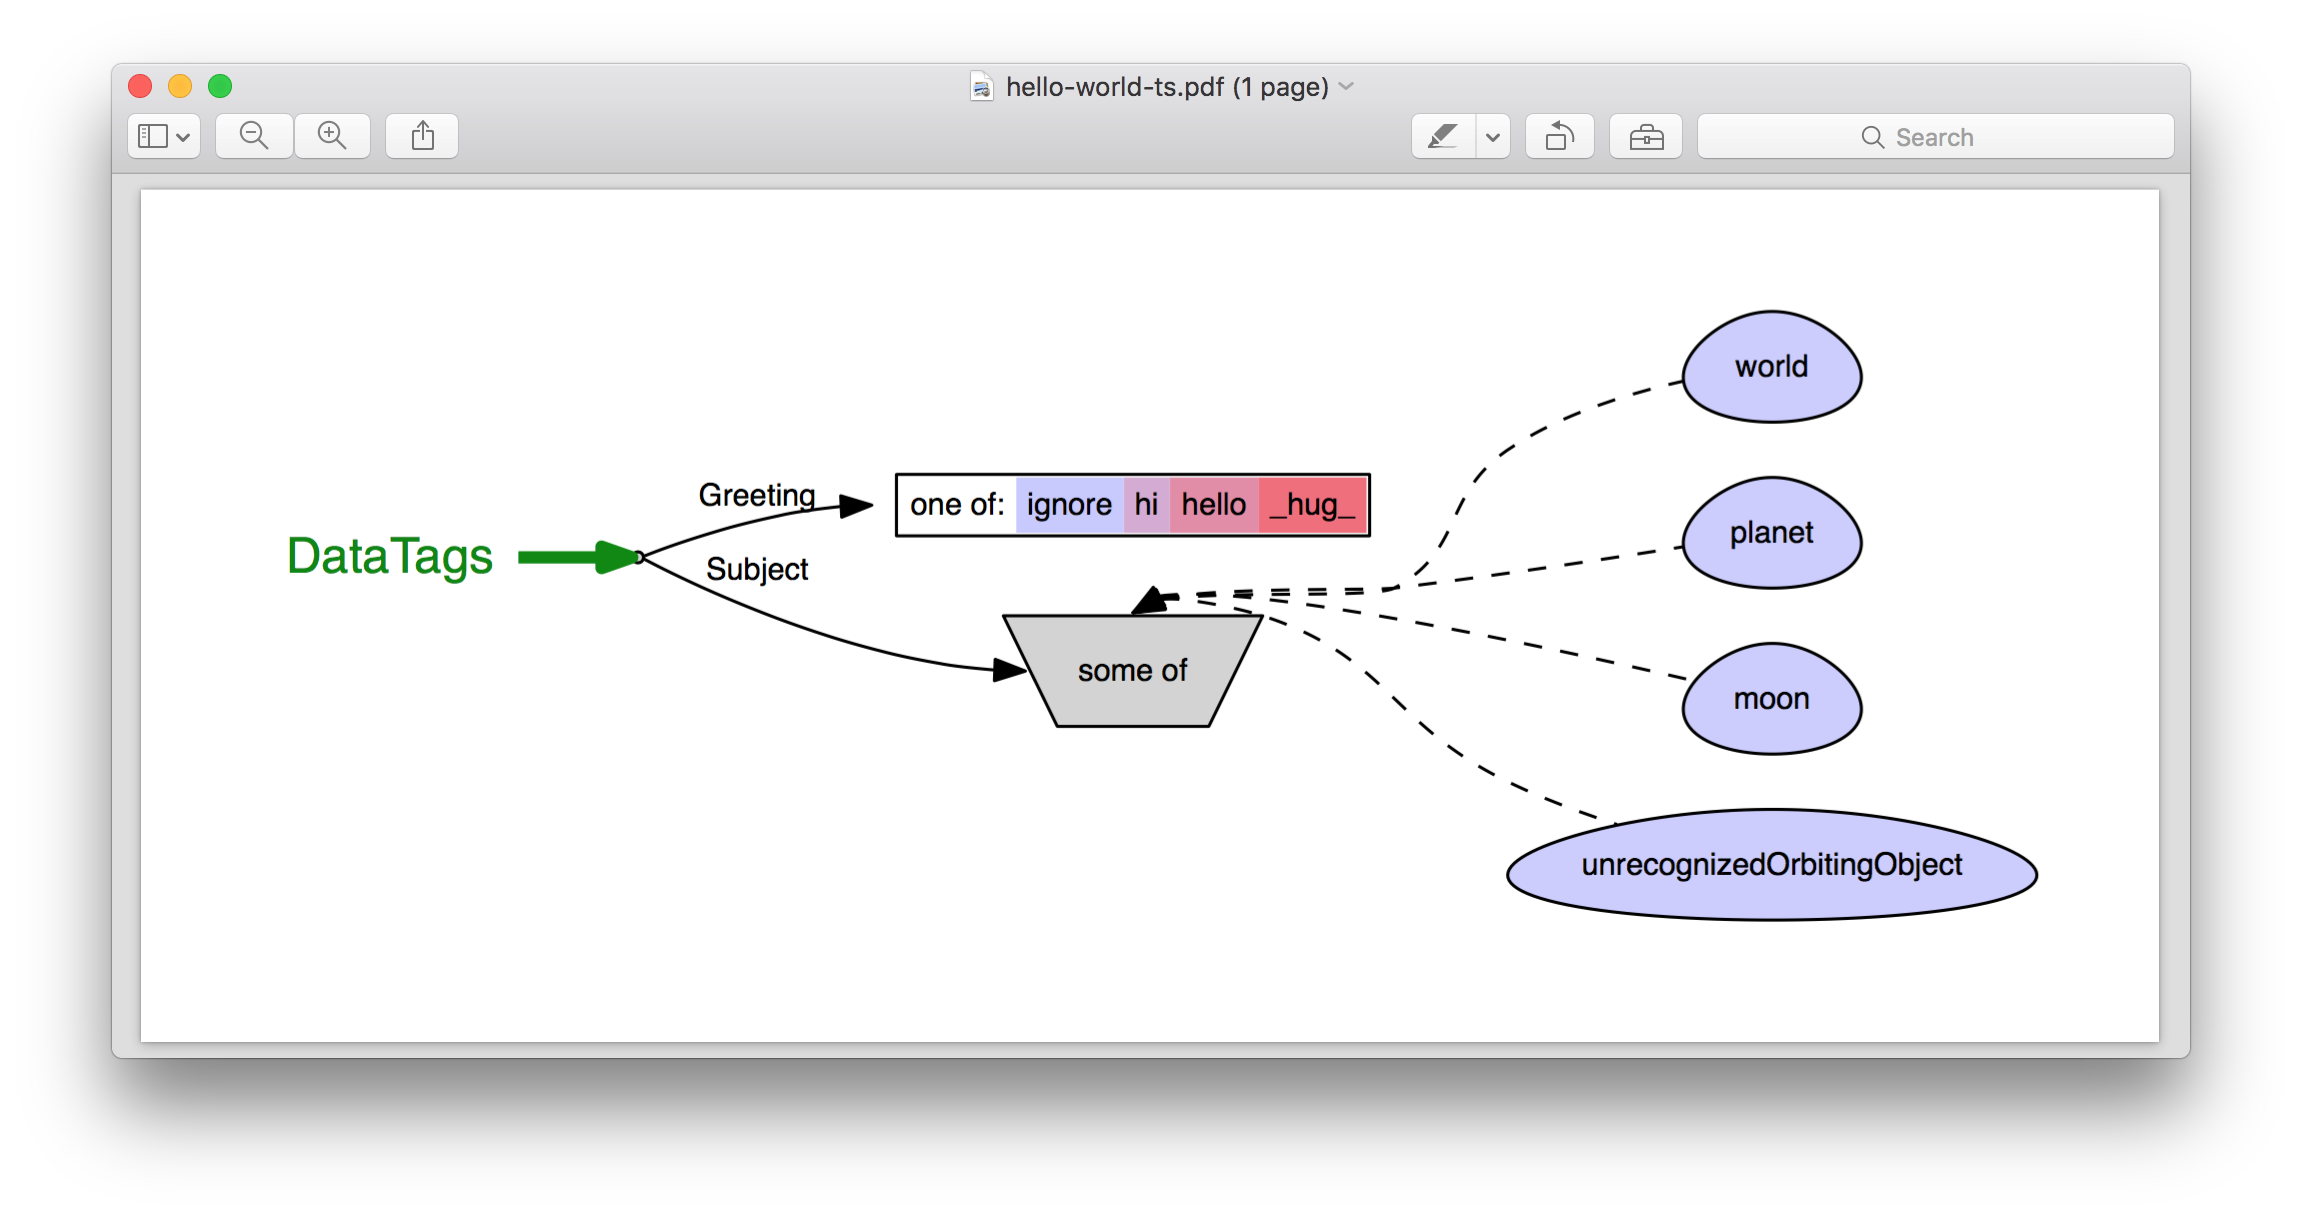 hello-world-ts.pdf (1 page)
Search
DataTags
Greeting
Subject
one of: ignore hi hello _hug_
some of
world
planet
moon
unrecognizedOrbitingObject